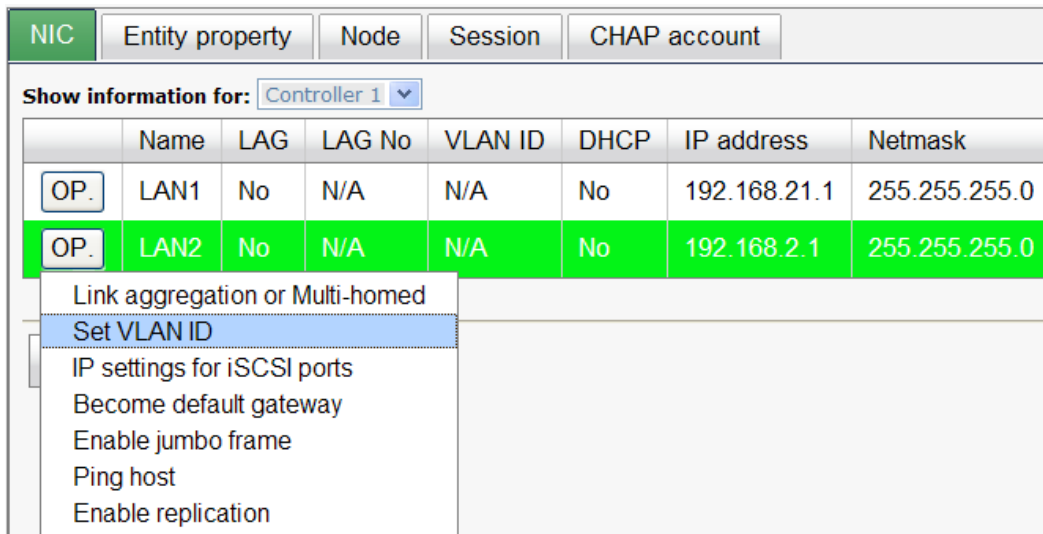 NIC Entity property Node Session CHAP account
Show information for: Controller 1
Name LAG LAG No VLAN ID DHCP IP address Netmask
OP. LAN1 No N/A N/A No 192.168.21.1 255.255.255.0
OP. LAN2 No N/A N/A No 192.168.2.1 255.255.255.0
Link aggregation or Multi-homed
Set VLAN ID
IP settings for iSCSI ports
Become default gateway
Enable jumbo frame
Ping host
Enable replication